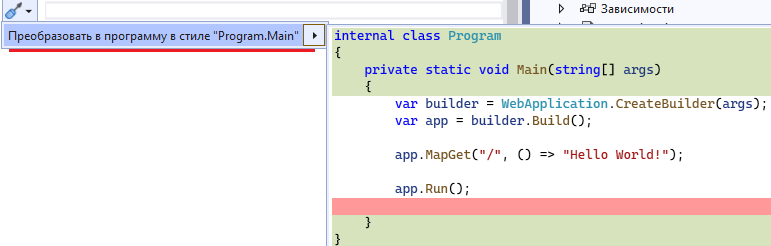 Зависимости
Преобразовать в программу в стиле "Program.Main"
internal class Program
{
    private static void Main(string[] args)
    {
        var builder = WebApplication.CreateBuilder(args);
        var app = builder.Build();
        app.MapGet("/", () => "Hello World!");
        app.Run();
    }
}